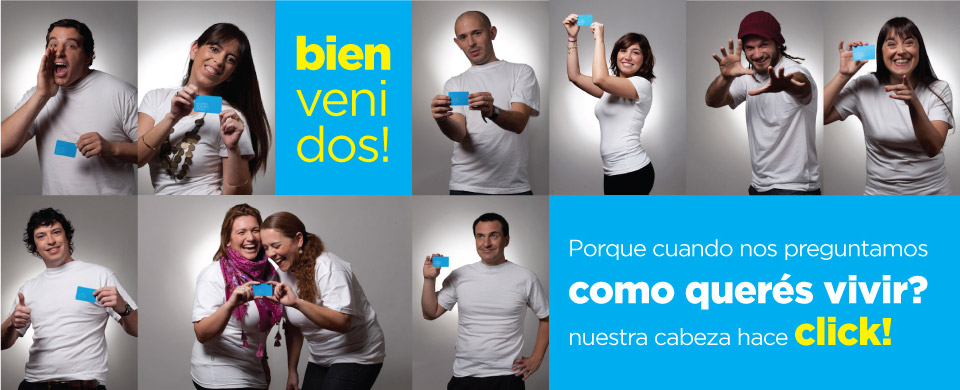 bien
veni
dos!
Porque cuando nos preguntamos
como querés vivir?
nuestra cabeza hace click!